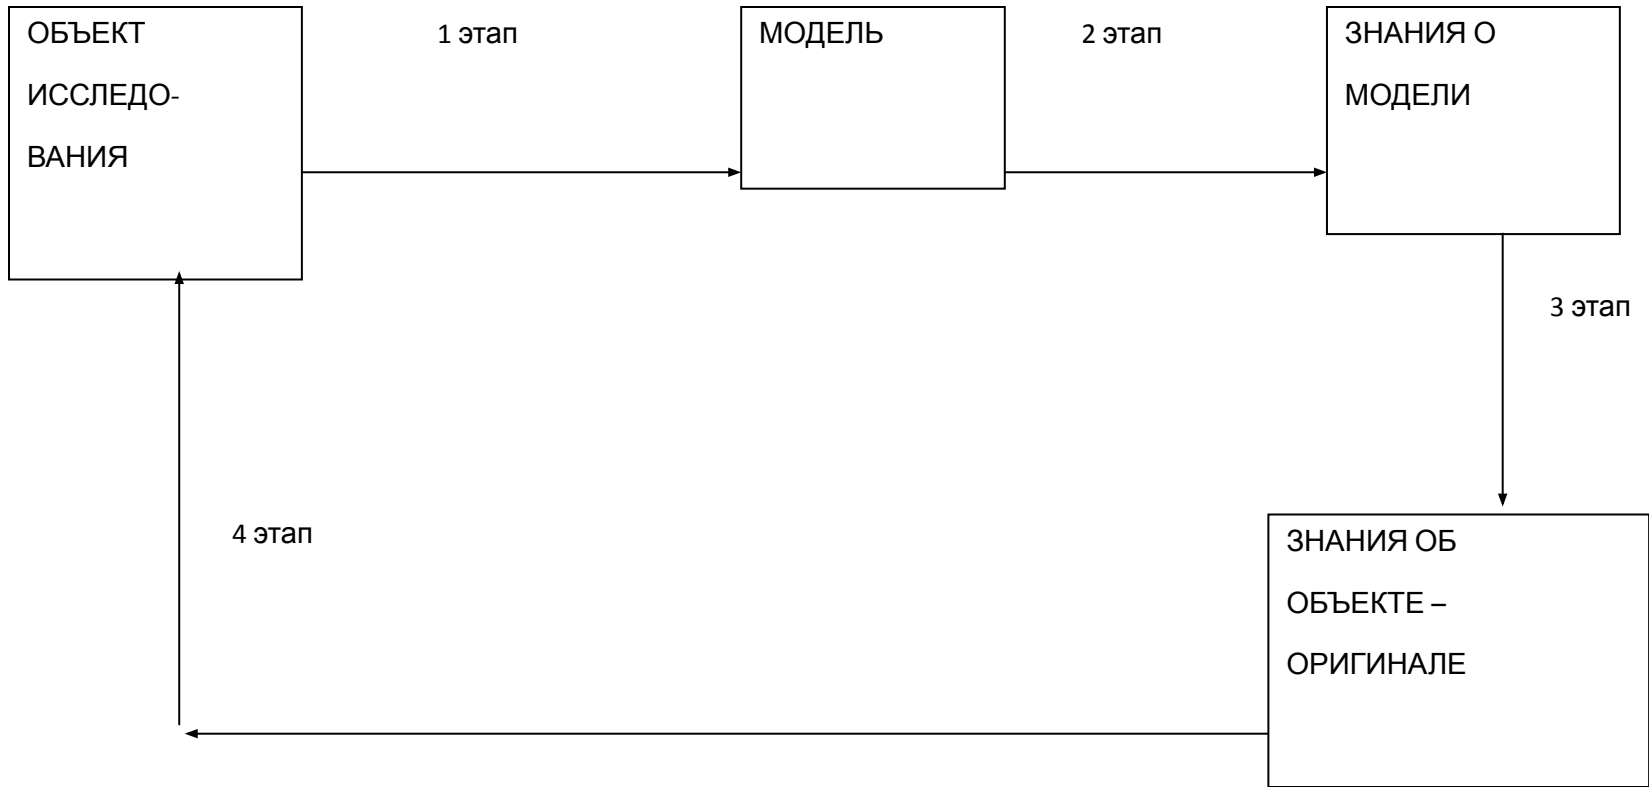 ОБЪЕКТ
ИССЛЕДО-
ВАНИЯ
1 этап
МОДЕЛЬ
2 этап
ЗНАНИЯ О
МОДЕЛИ
3 этап
4 этап
ЗНАНИЯ ОБ
ОБЪЕКТЕ –
ОРИГИНАЛЕ